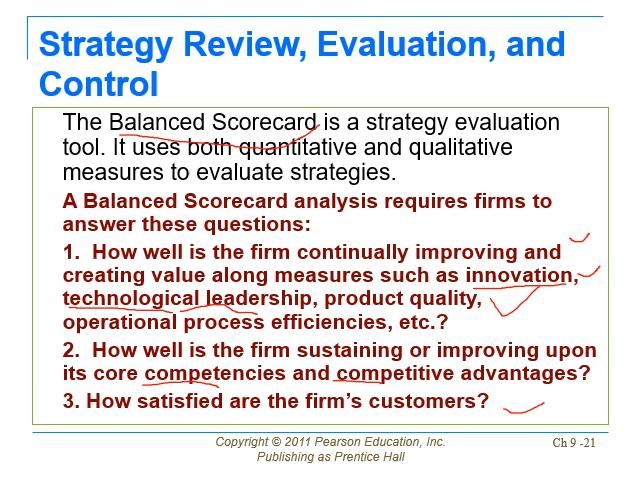 Strategy Review, Evaluation, and
Control
The Balanced Scorecard is a strategy evaluation
tool. It uses both quantitative and qualitative
measures to evaluate strategies.
A Balanced Scorecard analysis requires firms to
answer these questions:
1. How well is the firm continually improving and
creating value along measures such as innovation,
technological leadership, product quality,
operational process efficiencies, etc.?
2. How well is the firm sustaining or improving upon
its core competencies and competitive advantages?
3. How satisfied are the firm's customers?
Copyright © 2011 Pearson Education, Inc.
Publishing as Prentice Hall
Ch 9 -21